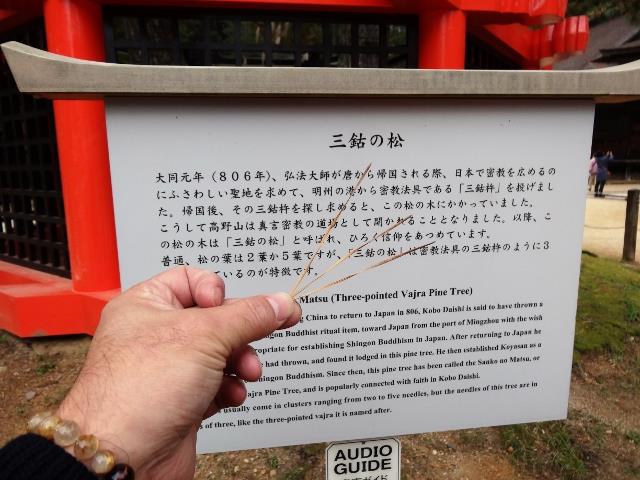 三鈷の松
大同元年（８０６年）、弘法大師が唐から帰国される際、日本で密教を広めるの
にふさわしい聖地を求めて、明州の港から密教法具である「三鈷杵」を投げまし
た。帰国後、その三鈷杵を探し求めると、この松の木にかかっていました。
こうして高野山は真言密教の道場として開かれることとなりました。以降、こ
の松の木は「三鈷の松」と呼ばれ、ひろく信仰をあつめています。
普通、松の葉は２葉か５葉ですが、「三鈷の松」は密教法具の三鈷杵のように３
ているのが特徴です。
Matsu (Three-pointed Vajra Pine Tree)
China to return to Japan in 806, Kobo Daishi is said to have thrown a
Buddhist ritual item, toward Japan from the port of Mingzhou with the wish
for establishing Shingon Buddhism in Japan. After returning to Japan he
had thrown, and found it lodged in this pine tree. He then established Koyasan as a
Shingon Buddhism. Since then, this pine tree has been called the Sanko no Matsu, or
Vajra Pine Tree, and is popularly connected with faith in Kobo Daishi.
usually come in clusters ranging from two to five needles, but the needles of this tree are in
of three, like the three-pointed vajra it is named after.
AUDIO
GUIDE